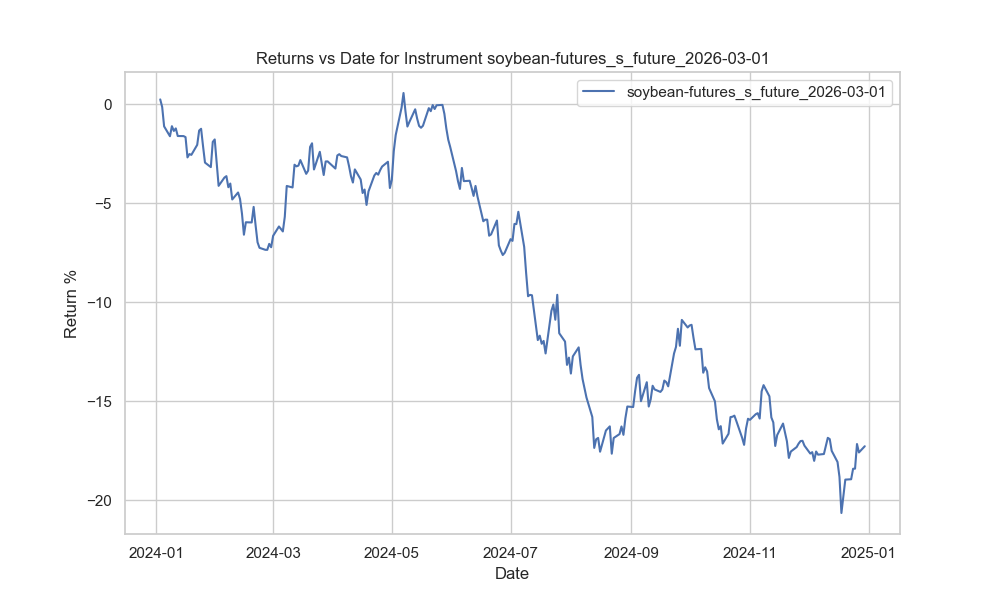 Returns vs Date for Instrument soybean-futures_s_future_2026-03-01
soybean-futures_s_future_2026-03-01
0
−5
−10
−15
−20
Return %
2024-01 2024-03 2024-05 2024-07 2024-09 2024-11 2025-01
Date